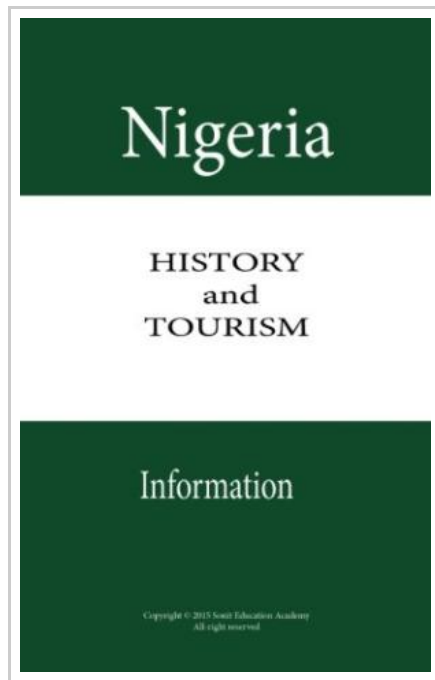 Nigeria
HISTORY
and
TOURISM
Information
Copyright © 2015 Sonit Education Academy
All right reserved